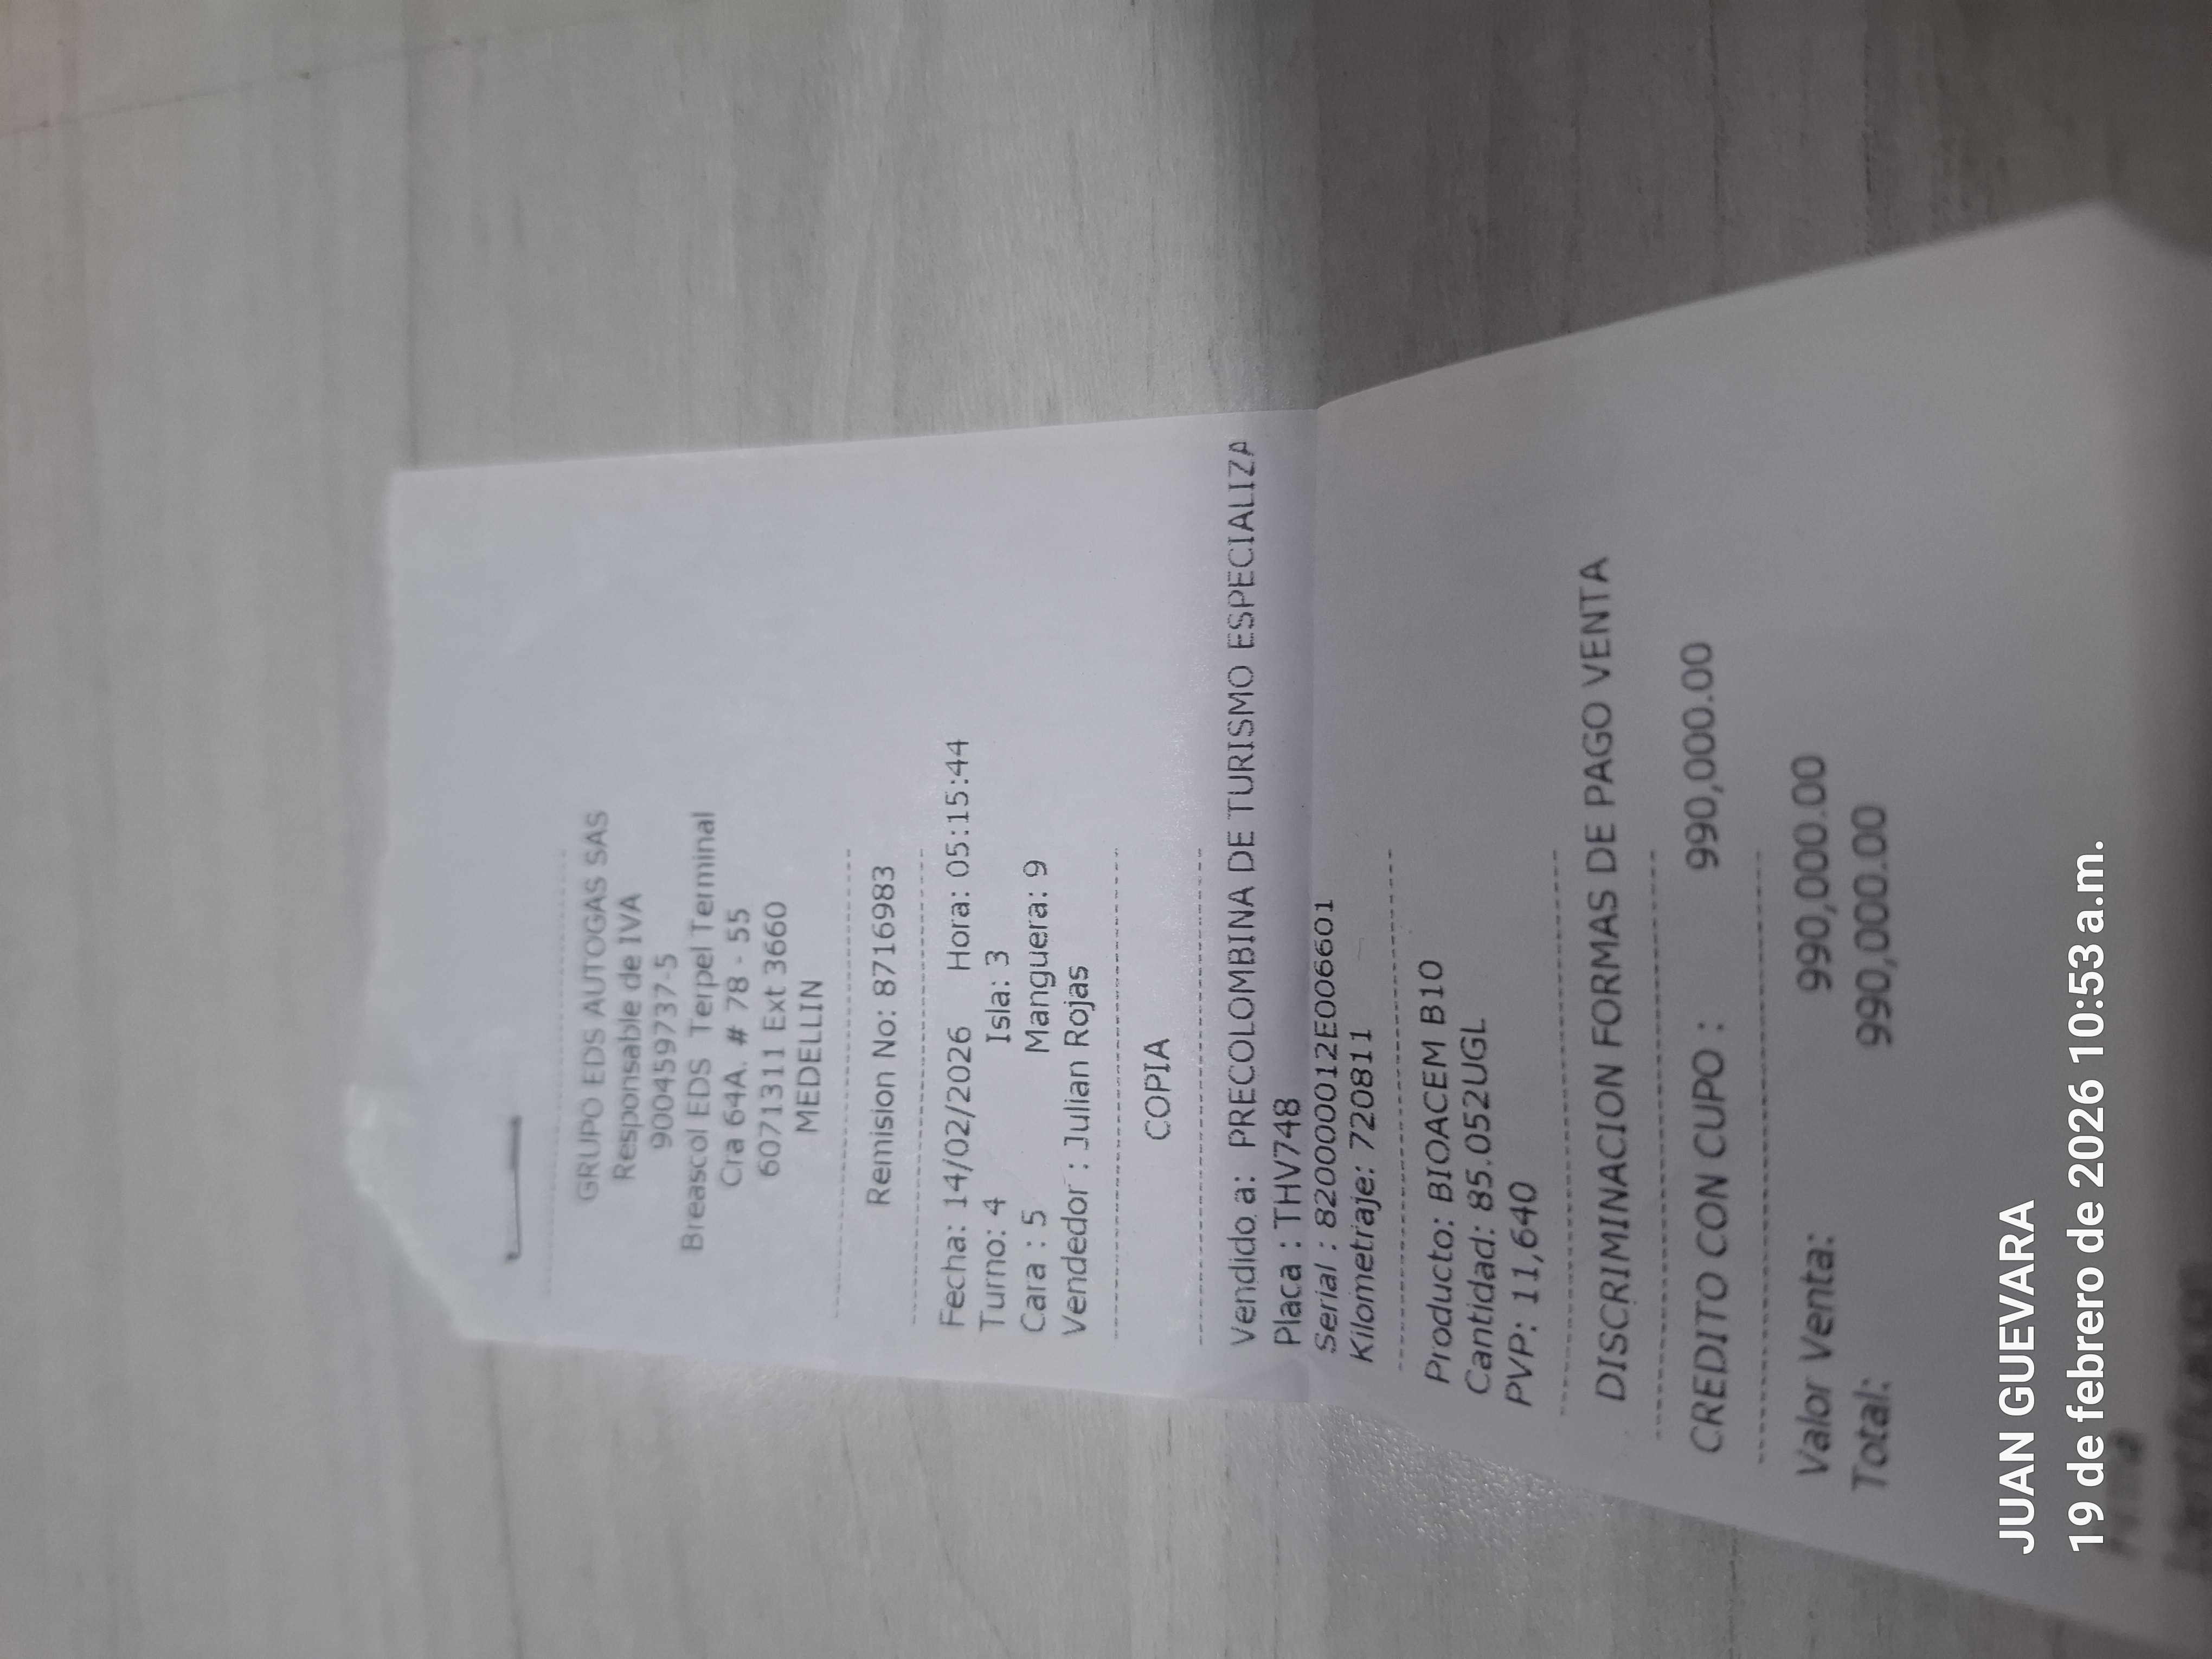 GRUPO EDS AUTOGAS SAS
Responsable de IVA
900459737-5
Breascol EDS Terpel Terminal
Cra 64A. # 78 - 55
6071311 Ext 3660
MEDELLIN
Remision No: 8716983
Fecha: 14/02/2026 Hora: 05:15:44
Turno: 4 Isla: 3
Cara : 5 Manguera: 9
Vendedor : Julian Rojas
COPIA
Vendido a: PRECOLOMBINA DE TURISMO ESPECIALIZA
Placa : THV748
Serial : 820000012E006601
Kilometraje: 720811
Producto: BIOACEM B10
Cantidad: 85.052UGL
PVP: 11,640
DISCRIMINACION FORMAS DE PAGO VENTA
CREDITO CON CUPO : 990,000.00
Valor Venta: 990,000.00
Total: 990,000.00
JUAN GUEVARA
19 de febrero de 2026 10:53 a.m.